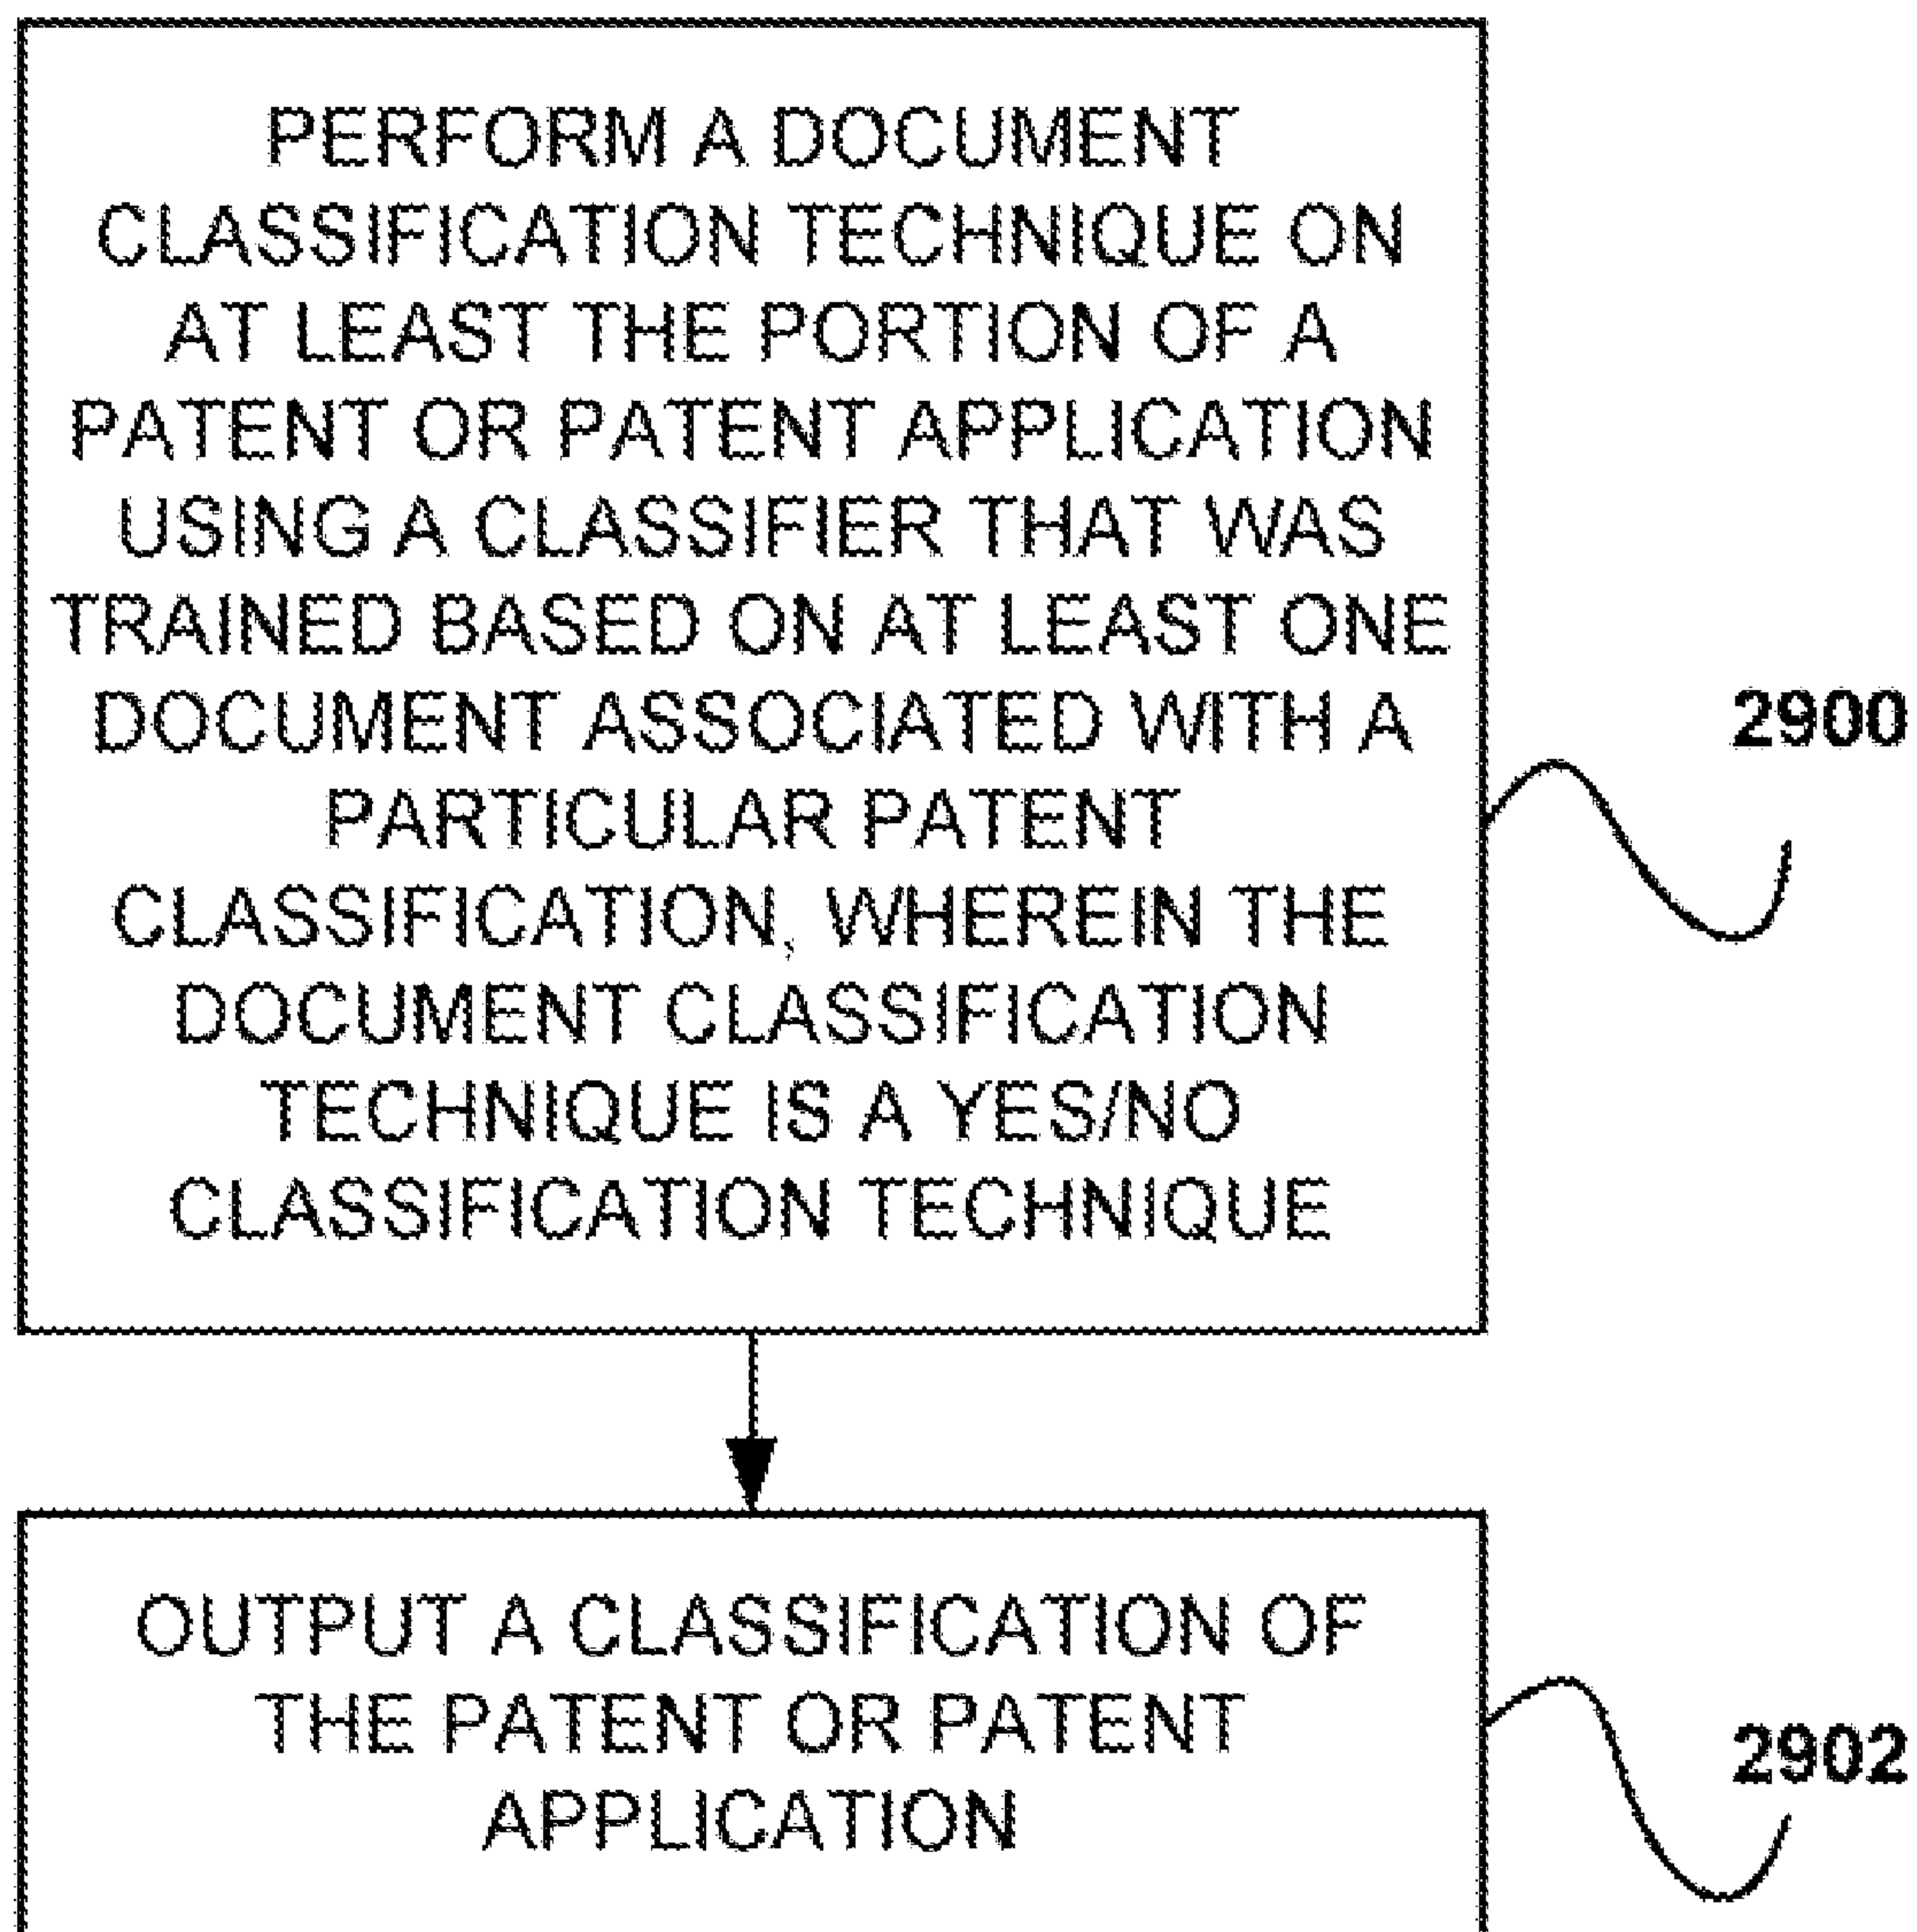 PERFORM A DOCUMENT
CLASSIFICATION TECHNIQUE ON
AT LEAST THE PORTION OF A
PATENT OR PATENT APPLICATION
USING A CLASSIFIER THAT WAS
TRAINED BASED ON AT LEAST ONE
DOCUMENT ASSOCIATED WITH A
PARTICULAR PATENT
CLASSIFICATION, WHEREIN THE
DOCUMENT CLASSIFICATION
TECHNIQUE IS A YES/NO
CLASSIFICATION TECHNIQUE
2900
OUTPUT A CLASSIFICATION OF
THE PATENT OR PATENT
APPLICATION
2902